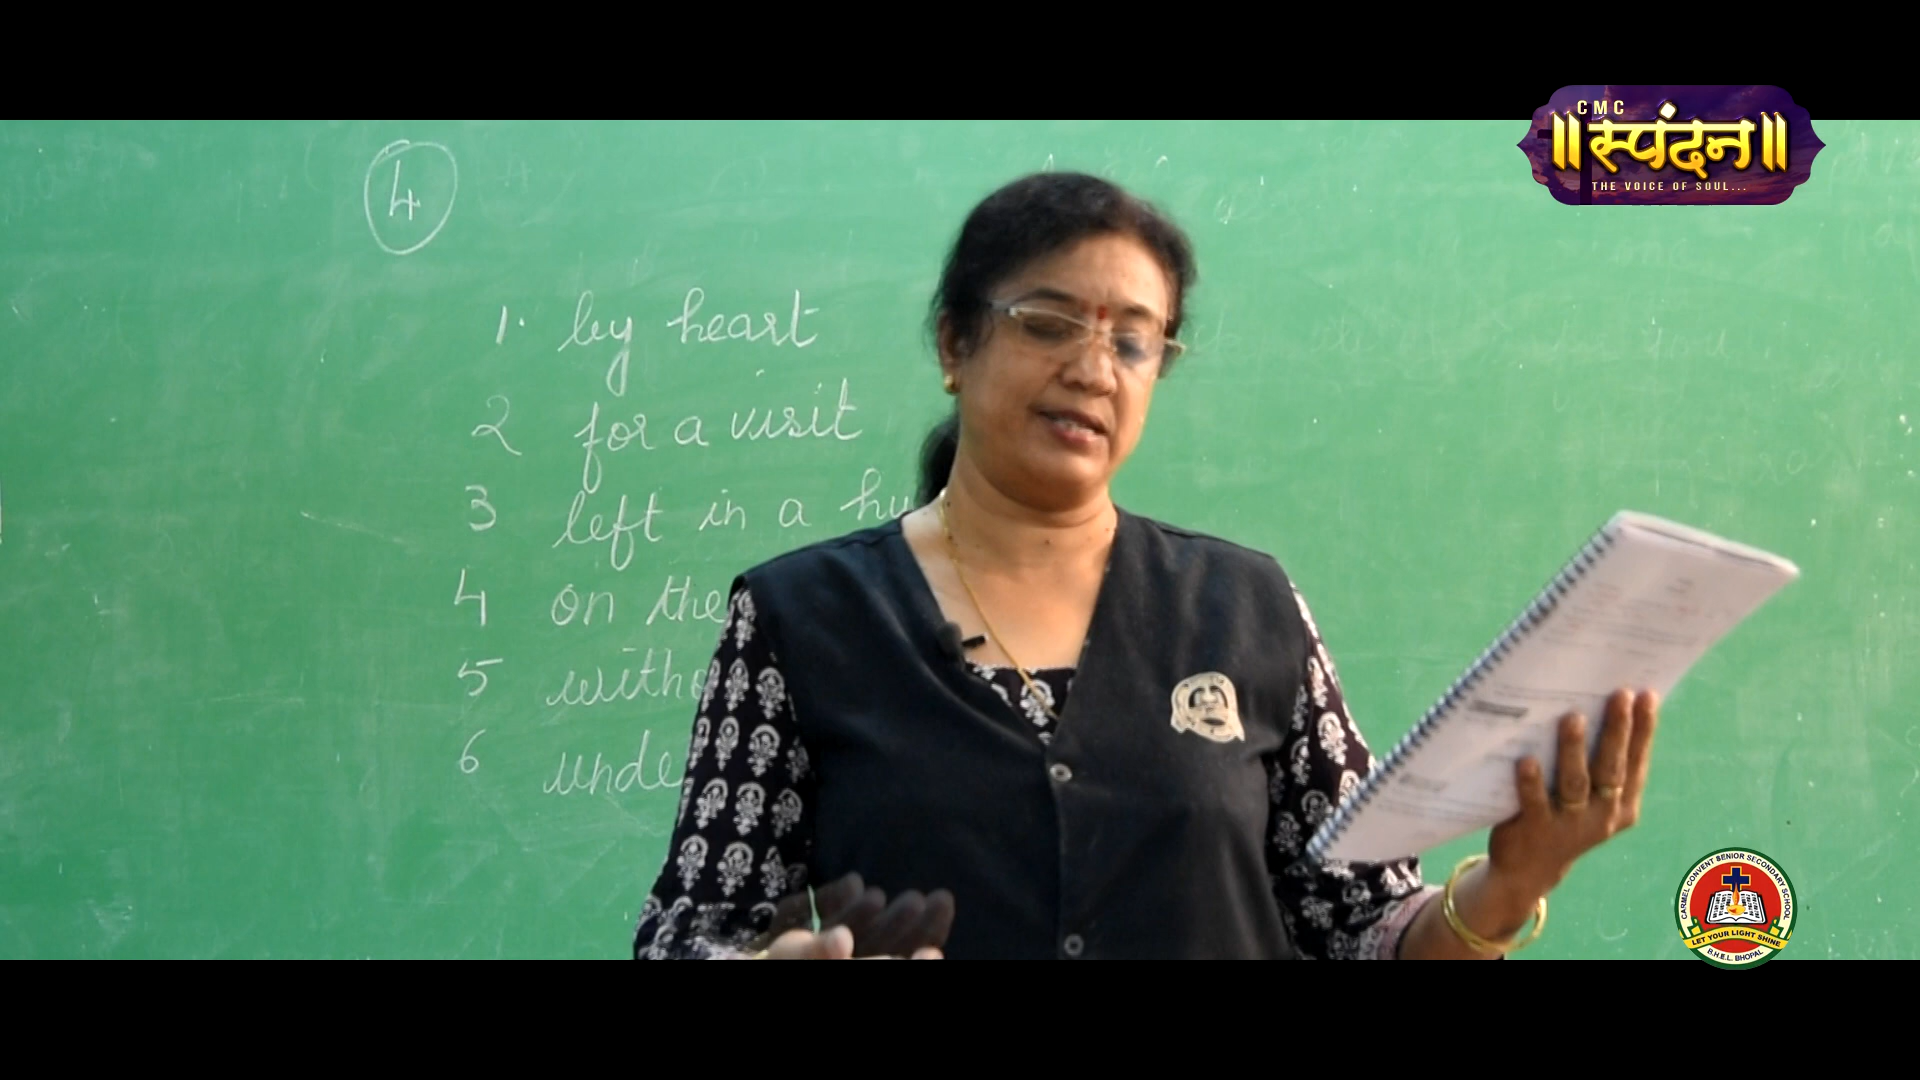 CMC
॥स्पंदन॥
THE VOICE OF SOUL...
4
1. by heart
2 for a visit
3 left in a hu
4 on the
5 witho
6 unde
CARMEL CONVENT SENIOR SECONDARY SCHOOL
LET YOUR LIGHT SHINE
B.H.E.L. BHOPAL